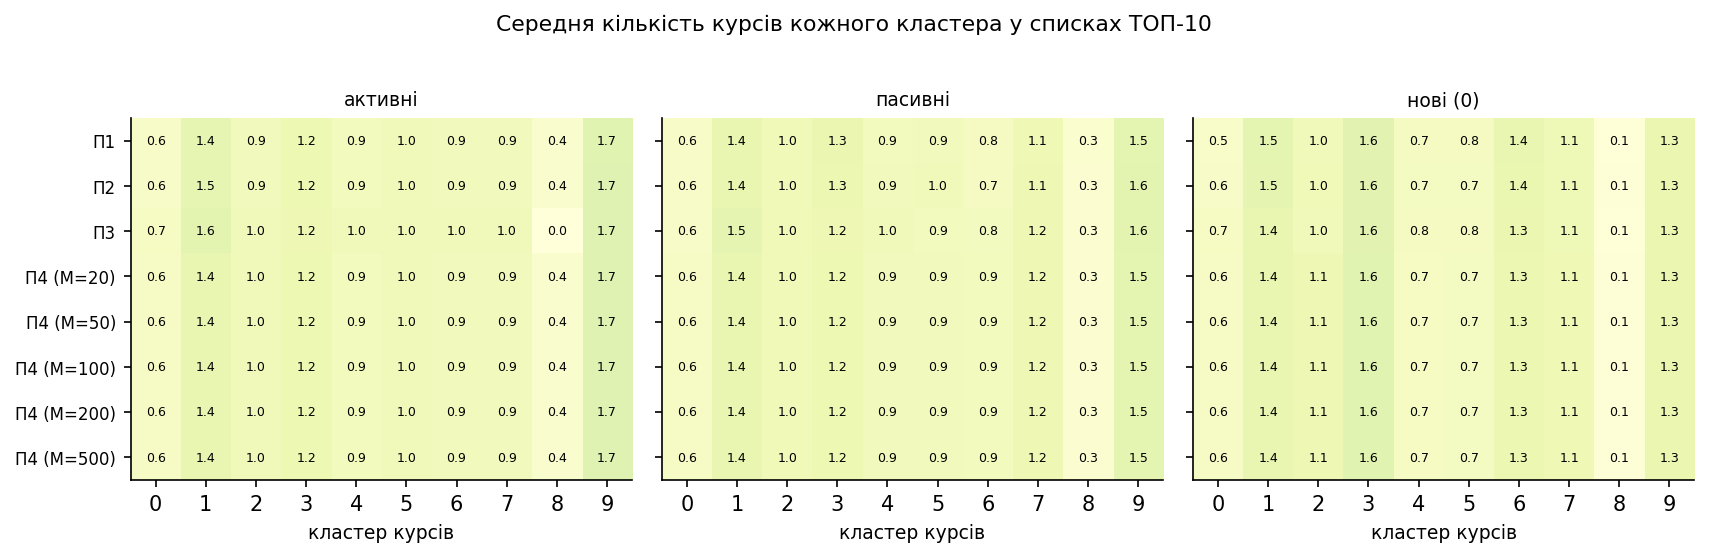 Середня кількість курсів кожного кластера у списках ТОП-10
активні пасивні нові (0)
П1 0.6 1.4 0.9 1.2 0.9 1.0 0.9 0.9 0.4 1.7 0.6 1.4 1.0 1.3 0.9 0.9 0.8 1.1 0.3 1.5 0.5 1.5 1.0 1.6 0.7 0.8 1.4 1.1 0.1 1.3
П2 0.6 1.5 0.9 1.2 0.9 1.0 0.9 0.9 0.4 1.7 0.6 1.4 1.0 1.3 0.9 1.0 0.7 1.1 0.3 1.6 0.6 1.5 1.0 1.6 0.7 0.7 1.4 1.1 0.1 1.3
П3 0.7 1.6 1.0 1.2 1.0 1.0 1.0 1.0 0.0 1.7 0.6 1.5 1.0 1.2 1.0 0.9 0.8 1.2 0.3 1.6 0.7 1.4 1.0 1.6 0.8 0.8 1.3 1.1 0.1 1.3
П4 (M=20) 0.6 1.4 1.0 1.2 0.9 1.0 0.9 0.9 0.4 1.7 0.6 1.4 1.0 1.2 0.9 0.9 0.9 1.2 0.3 1.5 0.6 1.4 1.1 1.6 0.7 0.7 1.3 1.1 0.1 1.3
П4 (M=50) 0.6 1.4 1.0 1.2 0.9 1.0 0.9 0.9 0.4 1.7 0.6 1.4 1.0 1.2 0.9 0.9 0.9 1.2 0.3 1.5 0.6 1.4 1.1 1.6 0.7 0.7 1.3 1.1 0.1 1.3
П4 (M=100) 0.6 1.4 1.0 1.2 0.9 1.0 0.9 0.9 0.4 1.7 0.6 1.4 1.0 1.2 0.9 0.9 0.9 1.2 0.3 1.5 0.6 1.4 1.1 1.6 0.7 0.7 1.3 1.1 0.1 1.3
П4 (M=200) 0.6 1.4 1.0 1.2 0.9 1.0 0.9 0.9 0.4 1.7 0.6 1.4 1.0 1.2 0.9 0.9 0.9 1.2 0.3 1.5 0.6 1.4 1.1 1.6 0.7 0.7 1.3 1.1 0.1 1.3
П4 (M=500) 0.6 1.4 1.0 1.2 0.9 1.0 0.9 0.9 0.4 1.7 0.6 1.4 1.0 1.2 0.9 0.9 0.9 1.2 0.3 1.5 0.6 1.4 1.1 1.6 0.7 0.7 1.3 1.1 0.1 1.3
0 1 2 3 4 5 6 7 8 9 0 1 2 3 4 5 6 7 8 9 0 1 2 3 4 5 6 7 8 9
кластер курсів кластер курсів кластер курсів